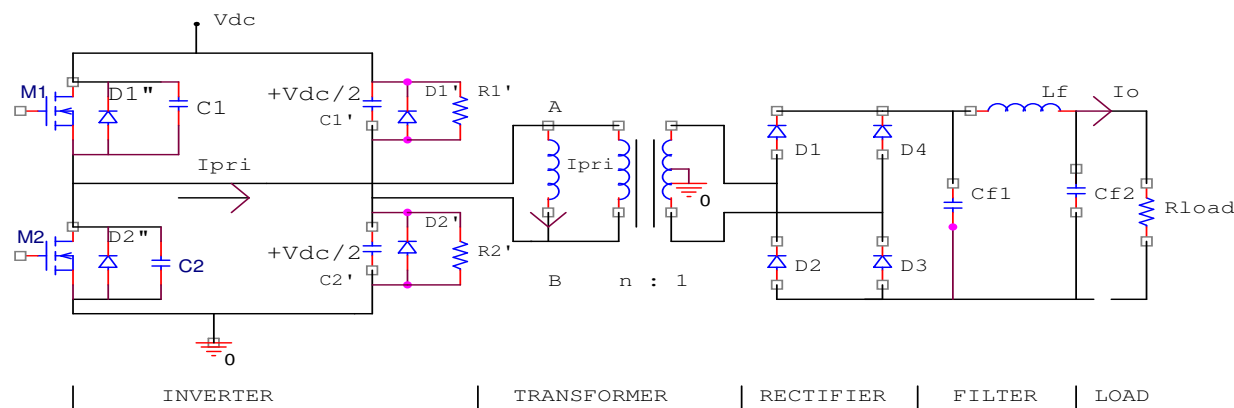 Vdc
M1
D1"
C1
+Vdc/2
C1'
D1'
R1'
A
Ipri
Ipri
M2
D2"
C2
+Vdc/2
C2'
D2'
R2'
B
n : 1
0
0
D1
D4
D2
D3
Cf1
Lf
Io
Cf2
Rload
INVERTER
TRANSFORMER
RECTIFIER
FILTER
LOAD